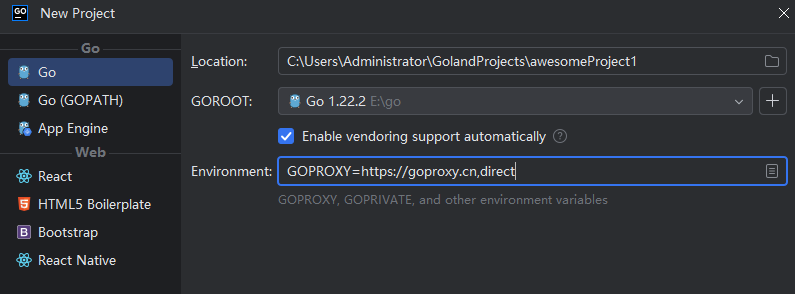 GO New Project
Go
Go
Go (GOPATH)
App Engine
Web
React
HTML5 Boilerplate
Bootstrap
React Native
Location: C:\Users\Administrator\GolandProjects\awesomeProject1
GOROOT: Go 1.22.2 E:\go
Enable vendoring support automatically
Environment: GOPROXY=https://goproxy.cn,direct
GOPROXY, GOPRIVATE, and other environment variables